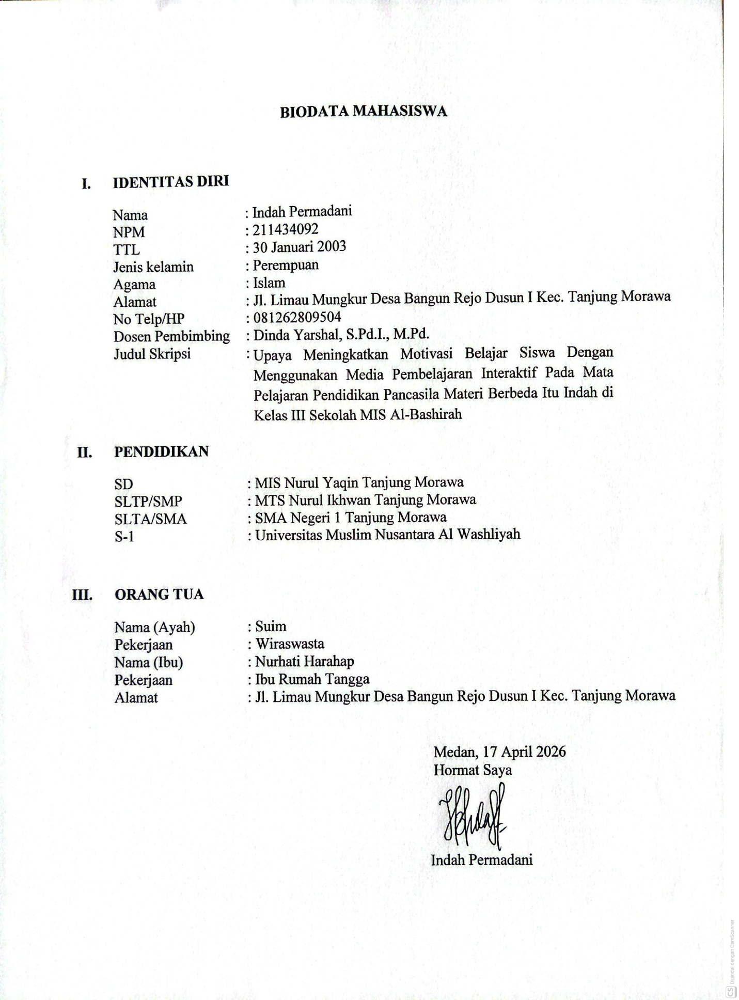 BIODATA MAHASISWA
I. IDENTITAS DIRI
Nama : Indah Permadani
NPM : 211434092
TTL : 30 Januari 2003
Jenis kelamin : Perempuan
Agama : Islam
Alamat : Jl. Limau Mungkur Desa Bangun Rejo Dusun I Kec. Tanjung Morawa
No Telp/HP : 081262809504
Dosen Pembimbing : Dinda Yarshal, S.Pd.I., M.Pd.
Judul Skripsi : Upaya Meningkatkan Motivasi Belajar Siswa Dengan
Menggunakan Media Pembelajaran Interaktif Pada Mata
Pelajaran Pendidikan Pancasila Materi Berbeda Itu Indah di
Kelas III Sekolah MIS Al-Bashirah
II. PENDIDIKAN
SD : MIS Nurul Yaqin Tanjung Morawa
SLTP/SMP : MTS Nurul Ikhwan Tanjung Morawa
SLTA/SMA : SMA Negeri 1 Tanjung Morawa
S-1 : Universitas Muslim Nusantara Al Washliyah
III. ORANG TUA
Nama (Ayah) : Suim
Pekerjaan : Wiraswasta
Nama (Ibu) : Nurhati Harahap
Pekerjaan : Ibu Rumah Tangga
Alamat : Jl. Limau Mungkur Desa Bangun Rejo Dusun I Kec. Tanjung Morawa
Medan, 17 April 2026
Hormat Saya
Indah Permadani
CS Dipindai dengan CamScanner